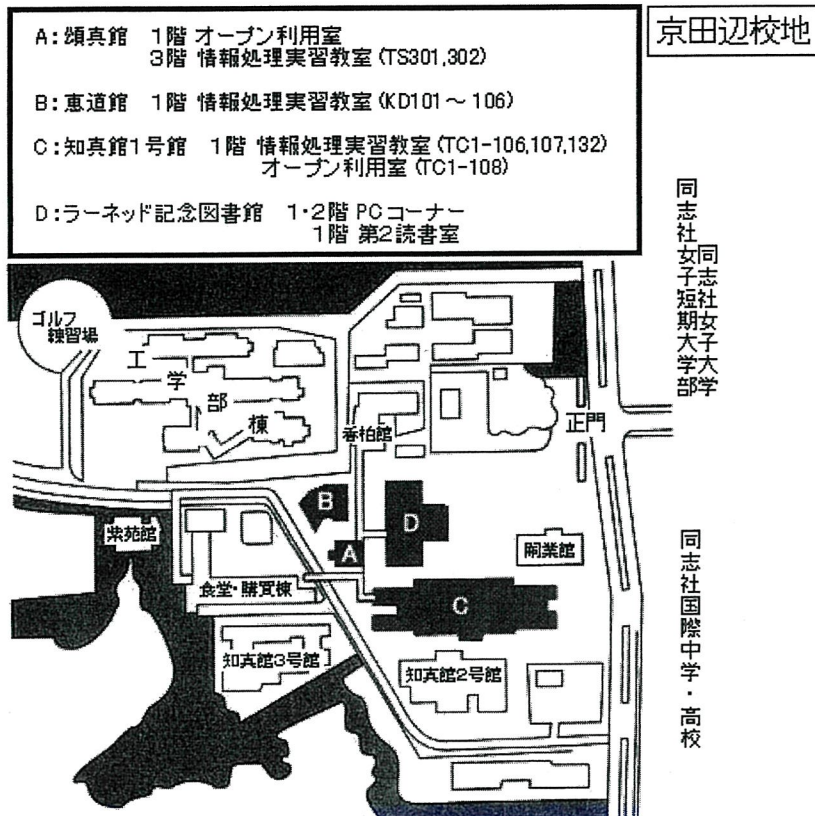 京田辺校地
A:頌真館 1階 オープン利用室
3階 情報処理実習教室 (TS301,302)
B:恵道館 1階 情報処理実習教室 (KD101～106)
C:知真館1号館 1階 情報処理実習教室 (TC1-106,107,132)
オープン利用室 (TC1-108)
D:ラーネッド記念図書館 1・2階 PCコーナー
1階 第2読書室
同志社女子大学
同志社女子短期大学部
ゴルフ
練習場
工学部棟
香柏館
正門
B
D
A
紫苑館
嗣業館
食堂・購買棟
C
知真館3号館
知真館2号館
同志社国際中学・高校